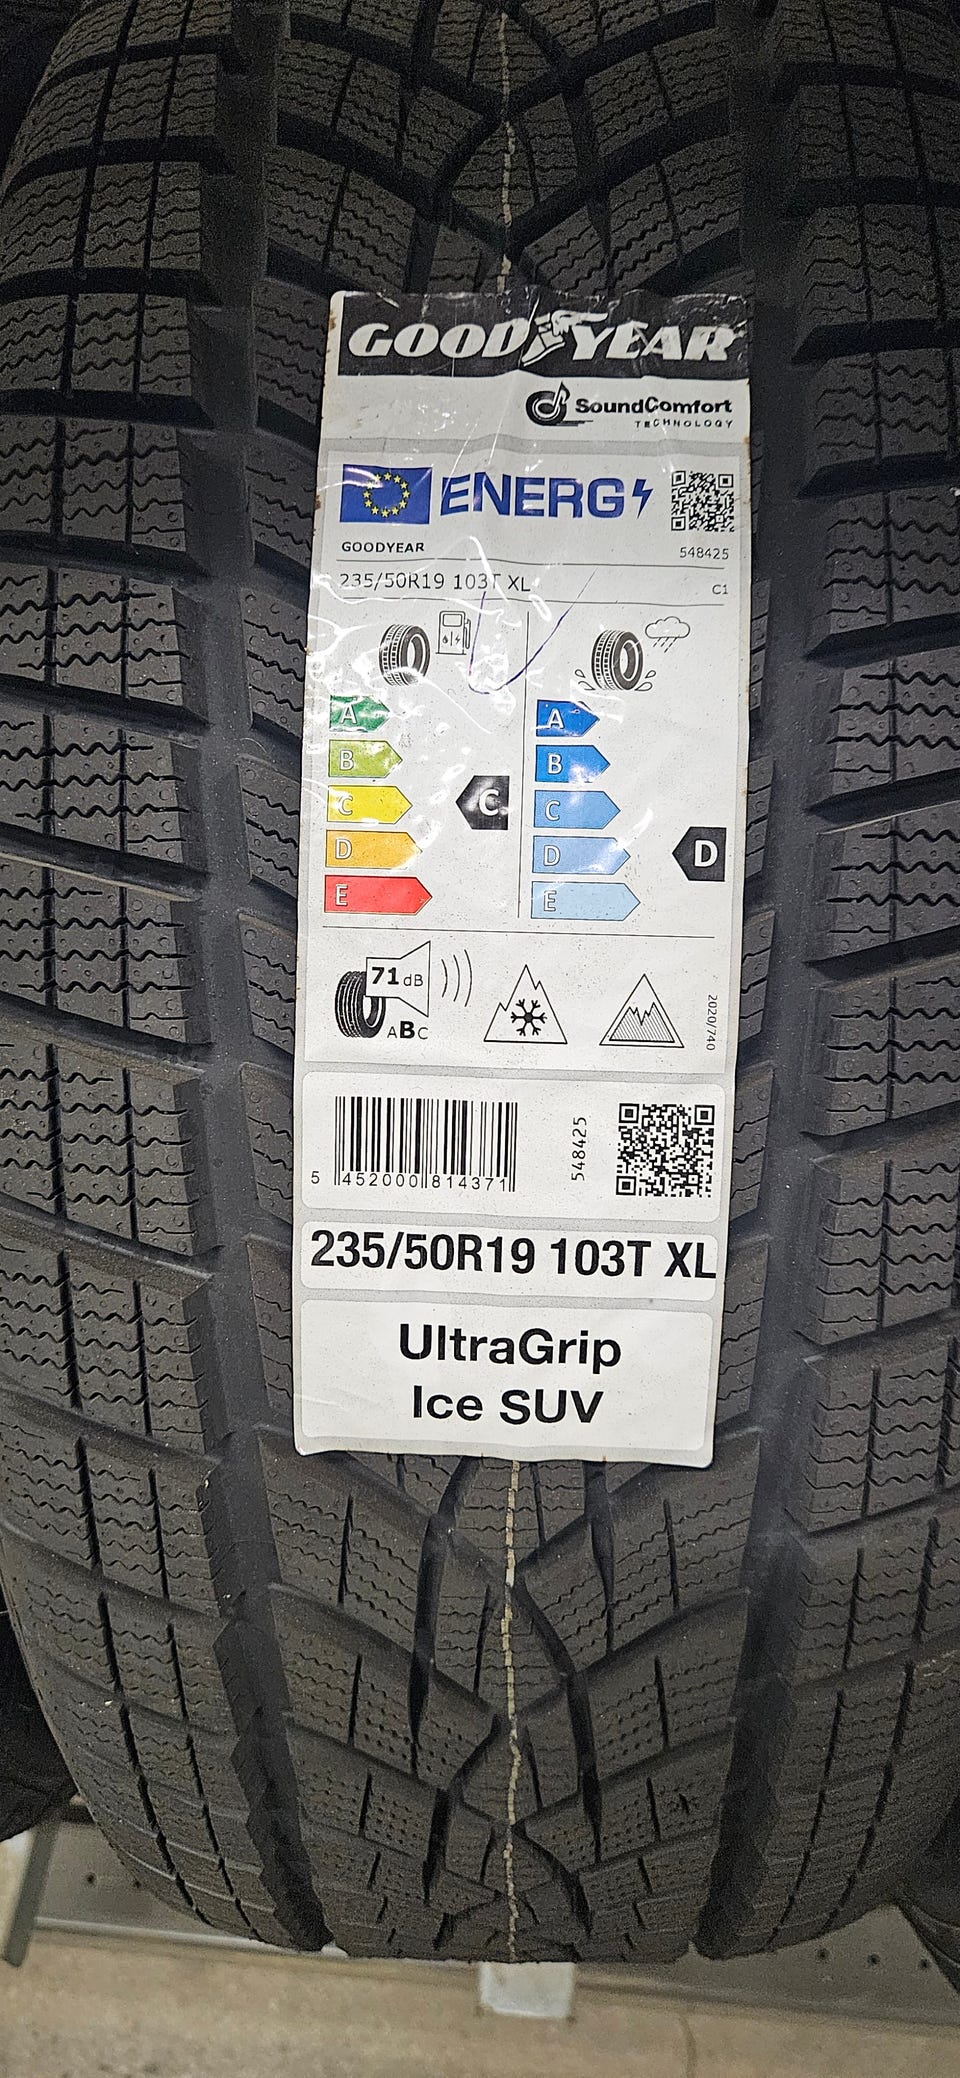 GOODYEAR
SoundComfort
TECHNOLOGY
ENERG
GOODYEAR 548425
235/50R19 103T XL C1
A A
B B
C C C
D D D
E E
71 dB
ABC
2020/740
5 452000 814371
548425
235/50R19 103T XL
UltraGrip
Ice SUV